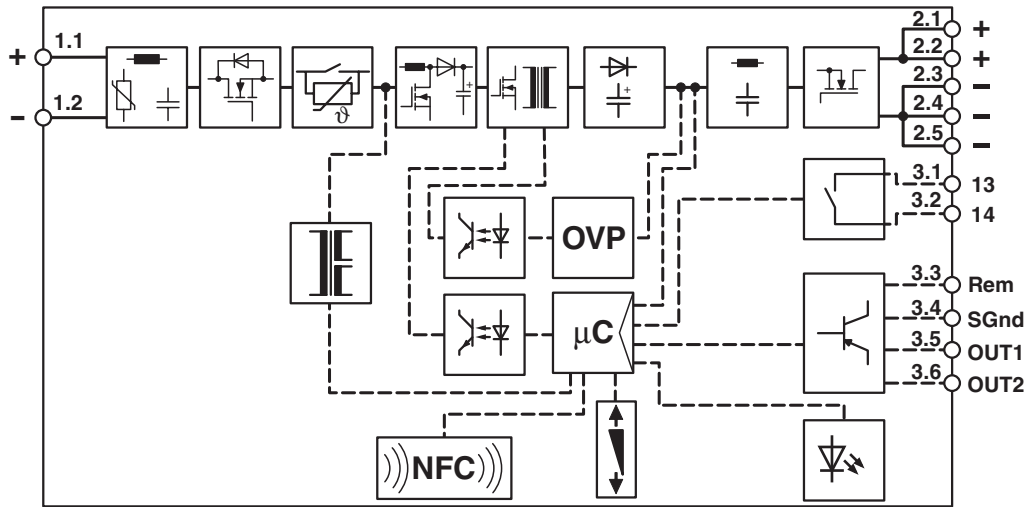 + 1.1
− 1.2
ϑ
+
+
2.1 +
2.2 +
2.3 −
2.4 −
2.5 −
3.1 13
3.2 14
OVP
3.3 Rem
3.4 SGnd
3.5 OUT1
3.6 OUT2
µC
NFC